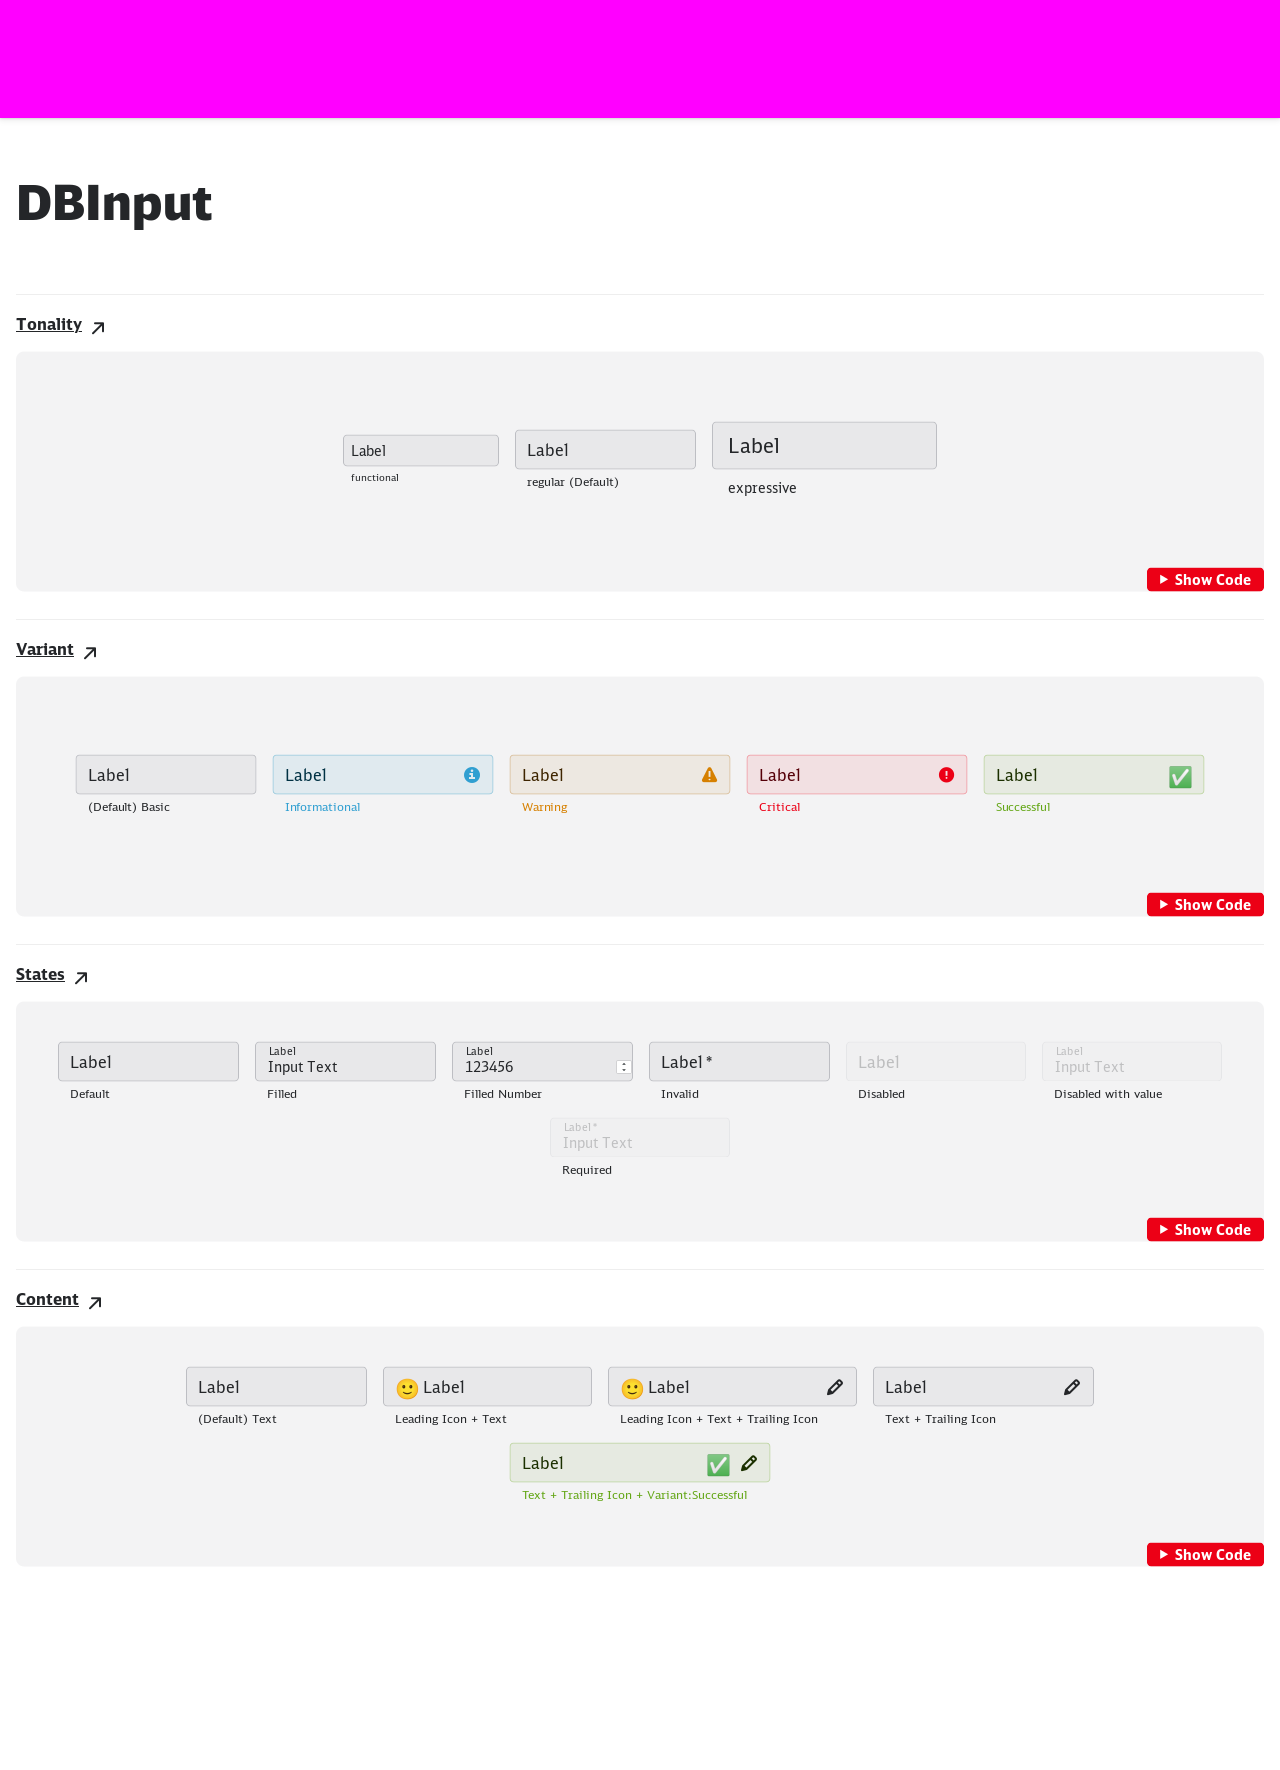 DBInput
Tonality
Label Label Label
functional regular (Default) expressive
Show Code
Variant
Label Label Label Label Label
(Default) Basic Informational Warning Critical Successful
Show Code
States
Label Label Input Text Label 123456 Label * Label Label Input Text
Default Filled Filled Number Invalid Disabled Disabled with value
Label *
Input Text
Required
Show Code
Content
Label Label Label Label
(Default) Text Leading Icon + Text Leading Icon + Text + Trailing Icon Text + Trailing Icon
Label
Text + Trailing Icon + Variant:Successful
Show Code